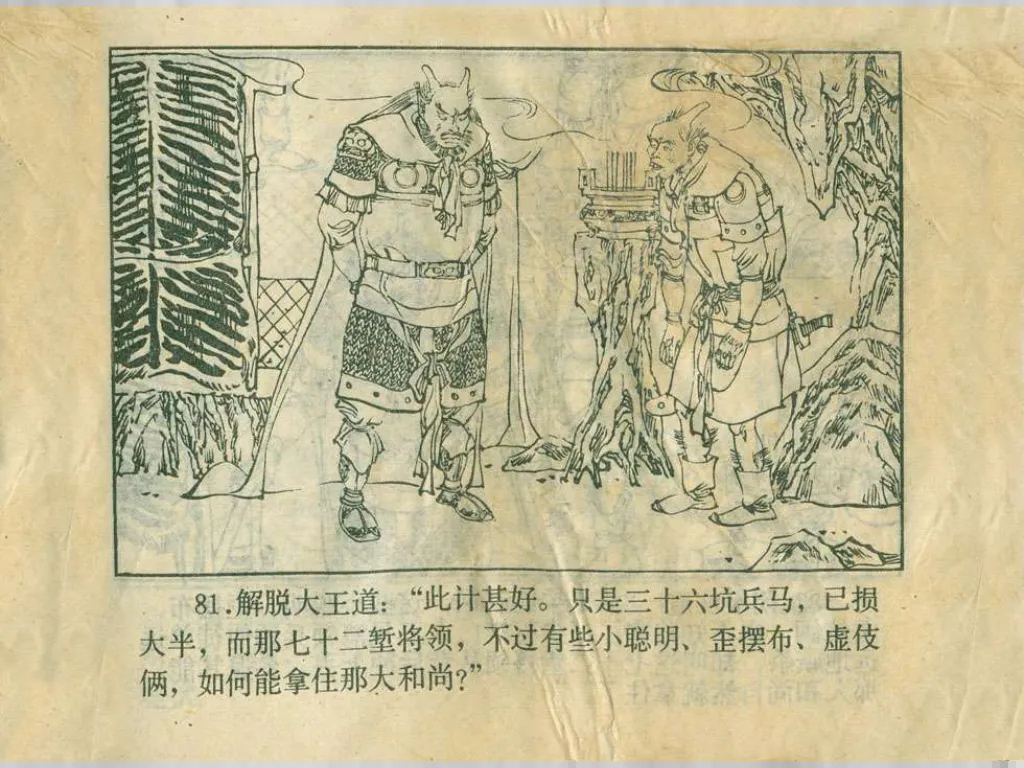 81.解脱大王道：“此计甚好。只是三十六坑兵马，已损
大半，而那七十二堑将领，不过有些小聪明、歪摆布、虚伎
俩，如何能拿住那大和尚？”